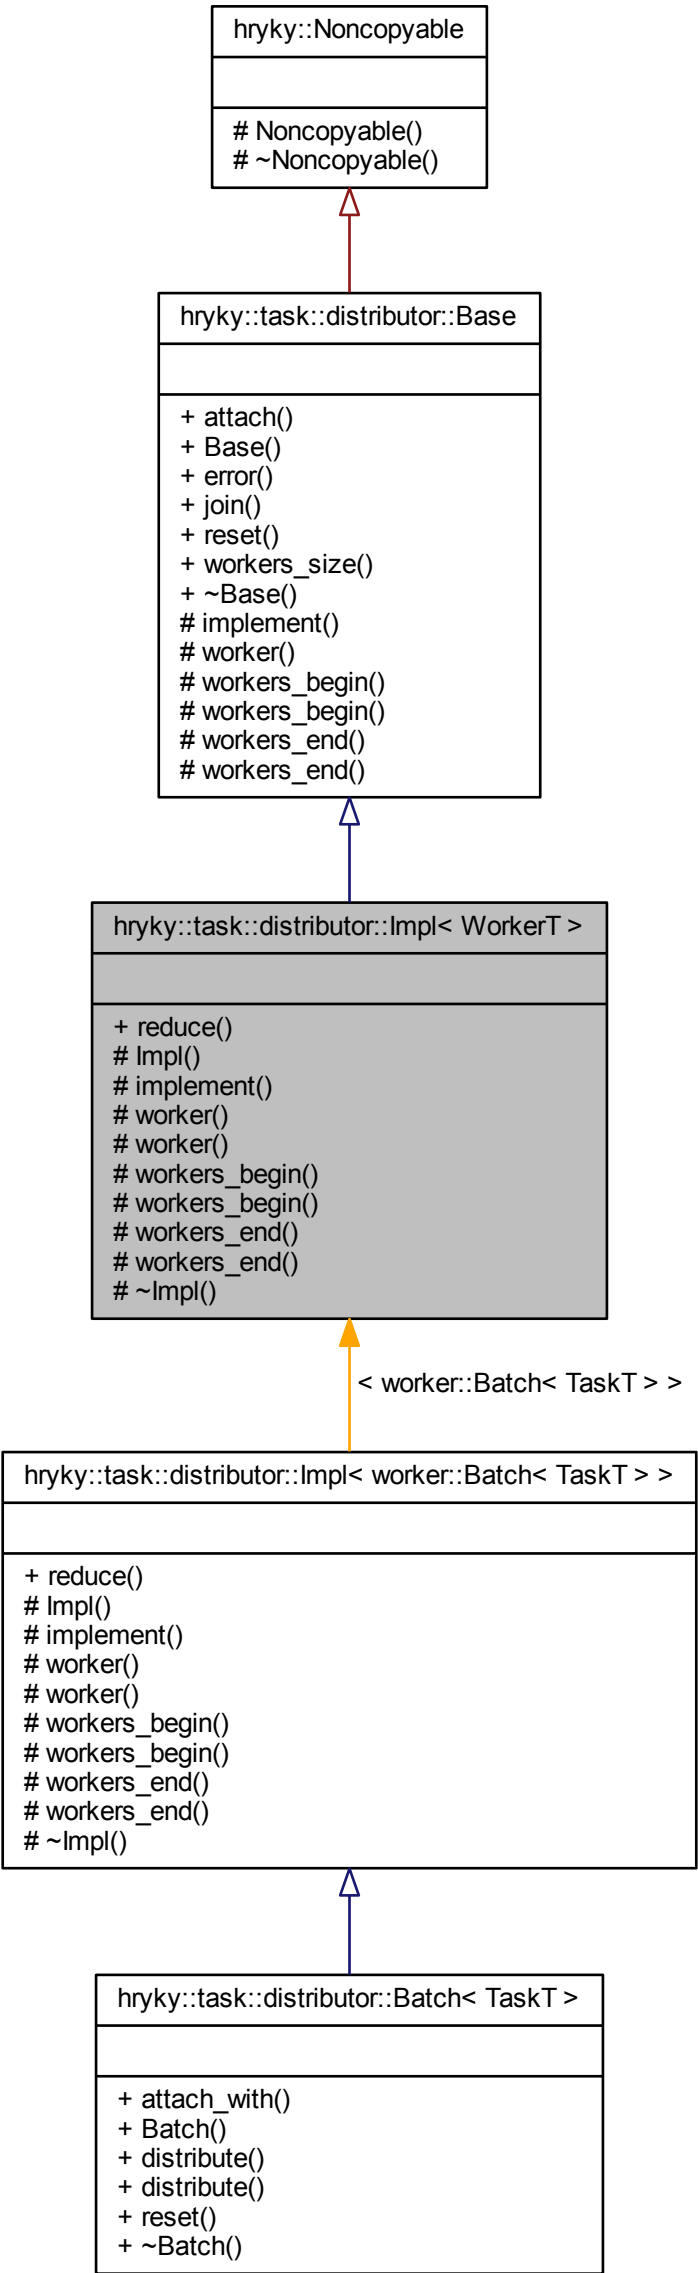 hryky::Noncopyable
# Noncopyable()
# ~Noncopyable()
hryky::task::distributor::Base
+ attach()
+ Base()
+ error()
+ join()
+ reset()
+ workers_size()
+ ~Base()
# implement()
# worker()
# workers_begin()
# workers_begin()
# workers_end()
# workers_end()
hryky::task::distributor::Impl< WorkerT >
+ reduce()
# Impl()
# implement()
# worker()
# worker()
# workers_begin()
# workers_begin()
# workers_end()
# workers_end()
# ~Impl()
< worker::Batch< TaskT > >
hryky::task::distributor::Impl< worker::Batch< TaskT > >
+ reduce()
# Impl()
# implement()
# worker()
# worker()
# workers_begin()
# workers_begin()
# workers_end()
# workers_end()
# ~Impl()
hryky::task::distributor::Batch< TaskT >
+ attach_with()
+ Batch()
+ distribute()
+ distribute()
+ reset()
+ ~Batch()